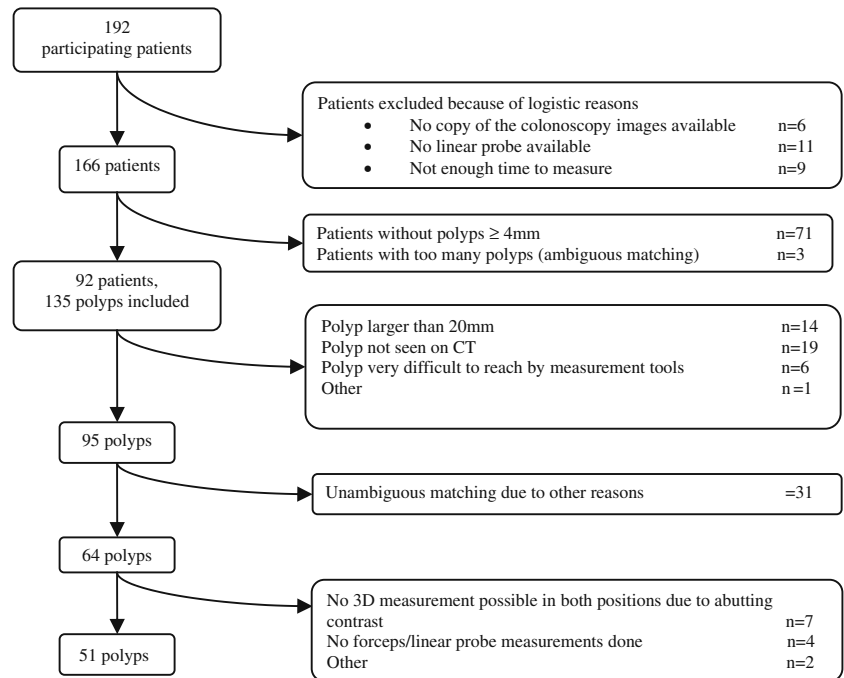 192
participating patients
Patients excluded because of logistic reasons
• No copy of the colonoscopy images available n=6
• No linear probe available n=11
• Not enough time to measure n=9
166 patients
Patients without polyps ≥ 4mm n=71
Patients with too many polyps (ambiguous matching) n=3
92 patients,
135 polyps included
Polyp larger than 20mm n=14
Polyp not seen on CT n=19
Polyp very difficult to reach by measurement tools n=6
Other n=1
95 polyps
Unambiguous matching due to other reasons =31
64 polyps
No 3D measurement possible in both positions due to abutting
contrast n=7
No forceps/linear probe measurements done n=4
Other n=2
51 polyps